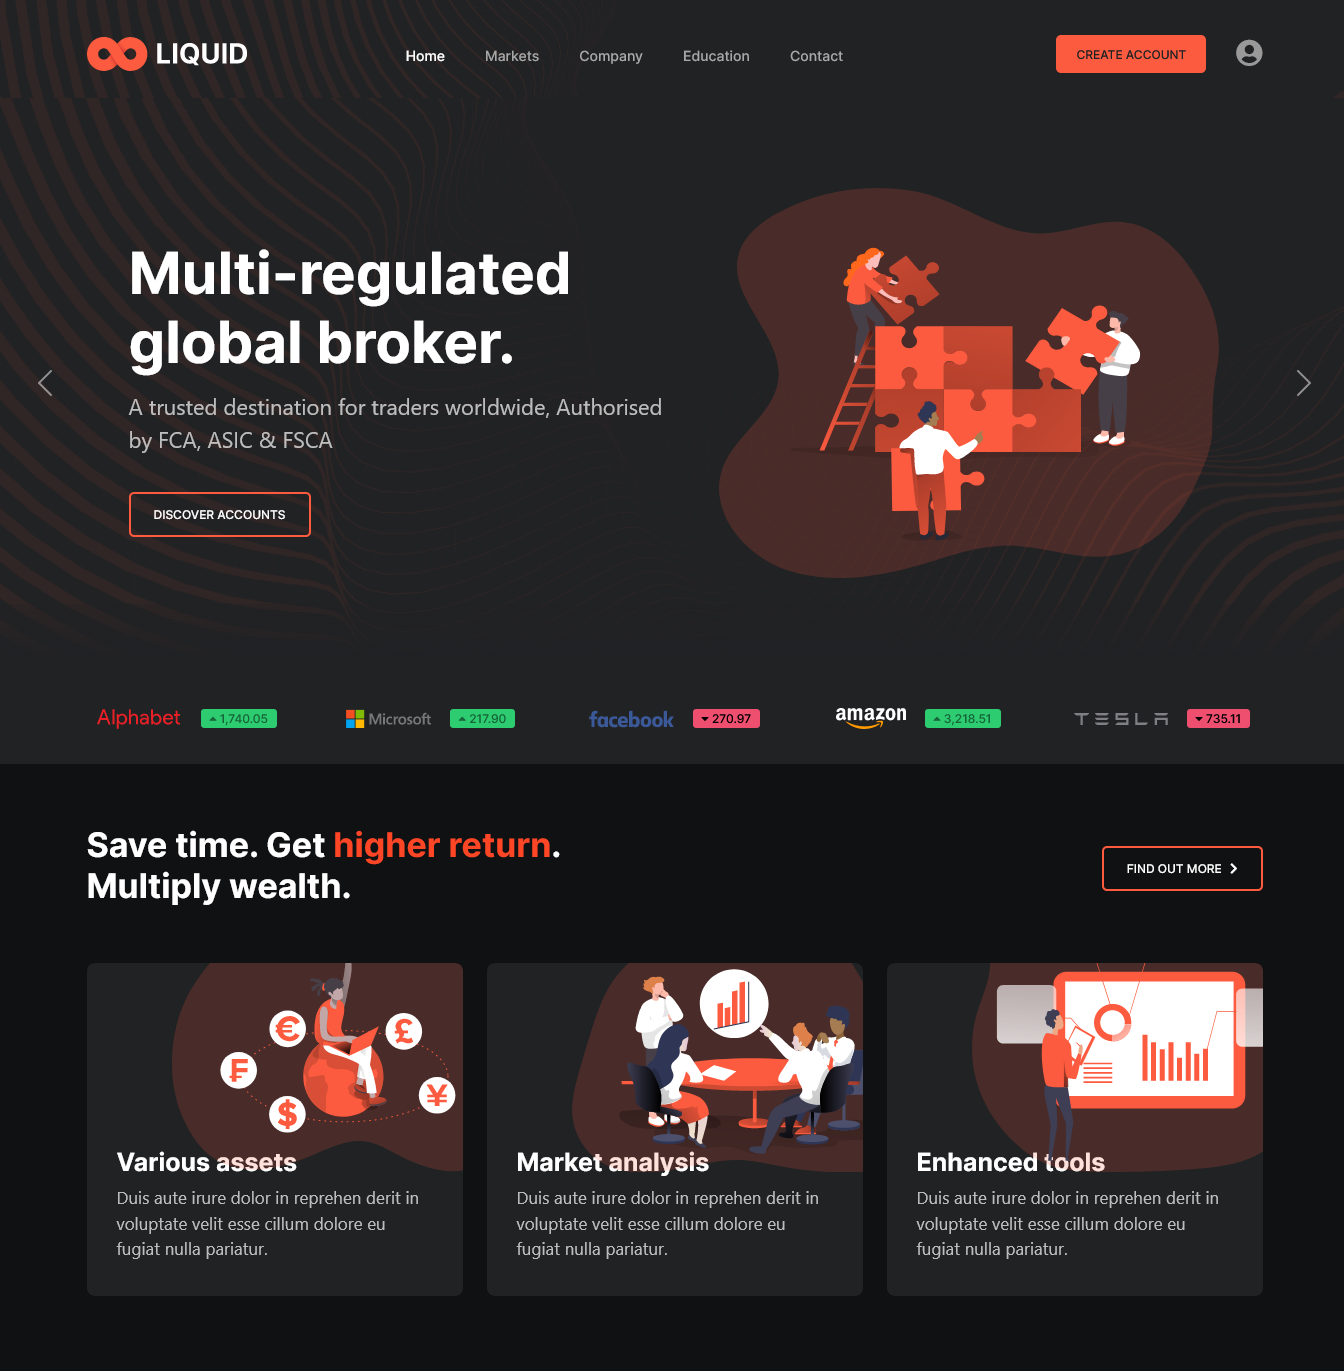 LIQUID
Home Markets Company Education Contact
CREATE ACCOUNT
Multi-regulated
global broker.
A trusted destination for traders worldwide, Authorised
by FCA, ASIC & FSCA
DISCOVER ACCOUNTS
Alphabet 1,740.05 Microsoft 217.90 facebook 270.97 amazon 3,218.51 TESLA 735.11
Save time. Get higher return.
Multiply wealth.
FIND OUT MORE
€ £
₣ ¥
$
Various assets
Duis aute irure dolor in reprehen derit in
voluptate velit esse cillum dolore eu
fugiat nulla pariatur.
Market analysis
Duis aute irure dolor in reprehen derit in
voluptate velit esse cillum dolore eu
fugiat nulla pariatur.
Enhanced tools
Duis aute irure dolor in reprehen derit in
voluptate velit esse cillum dolore eu
fugiat nulla pariatur.